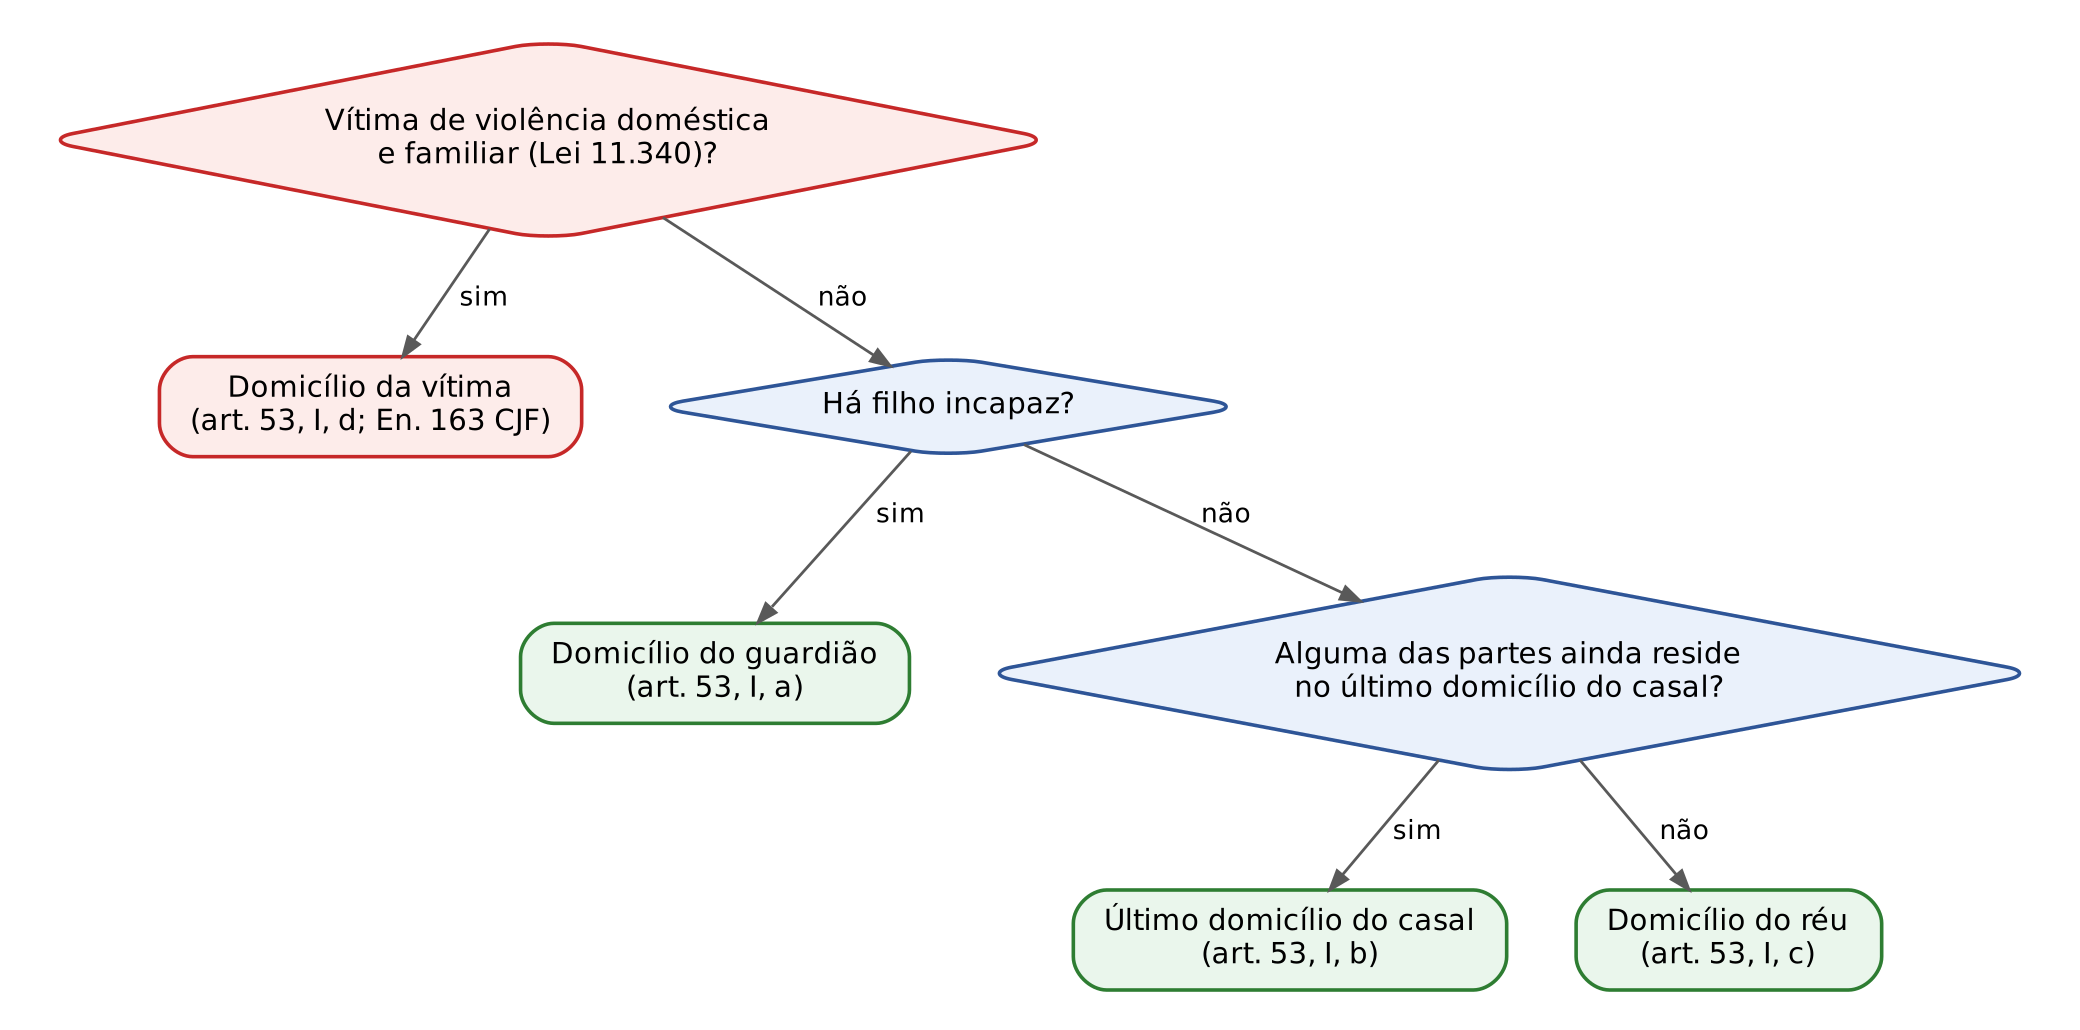 Vítima de violência doméstica
e familiar (Lei 11.340)?
sim
não
Domicílio da vítima
(art. 53, I, d; En. 163 CJF)
Há filho incapaz?
sim
não
Domicílio do guardião
(art. 53, I, a)
Alguma das partes ainda reside
no último domicílio do casal?
sim
não
Último domicílio do casal
(art. 53, I, b)
Domicílio do réu
(art. 53, I, c)